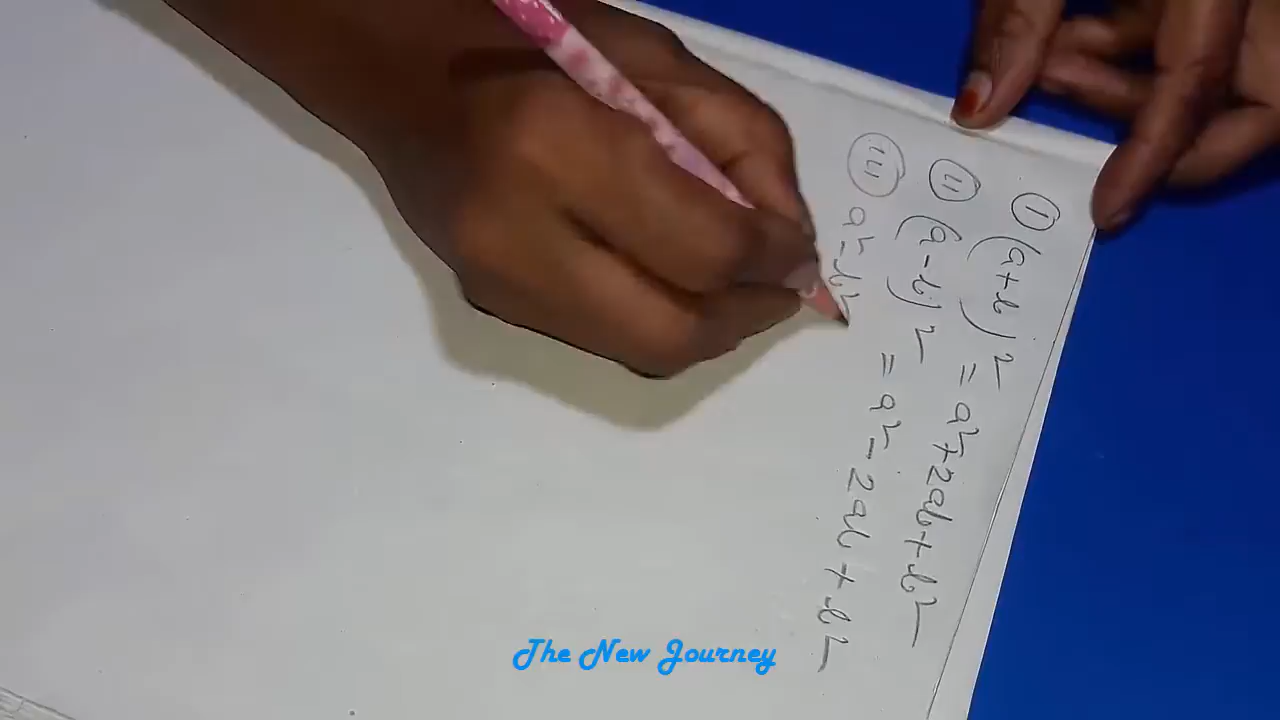 (I) (a+b)² = a²+2ab+b²
(II) (a-b)² = a²-2ab+b²
(III) a²-b²
The New Journey